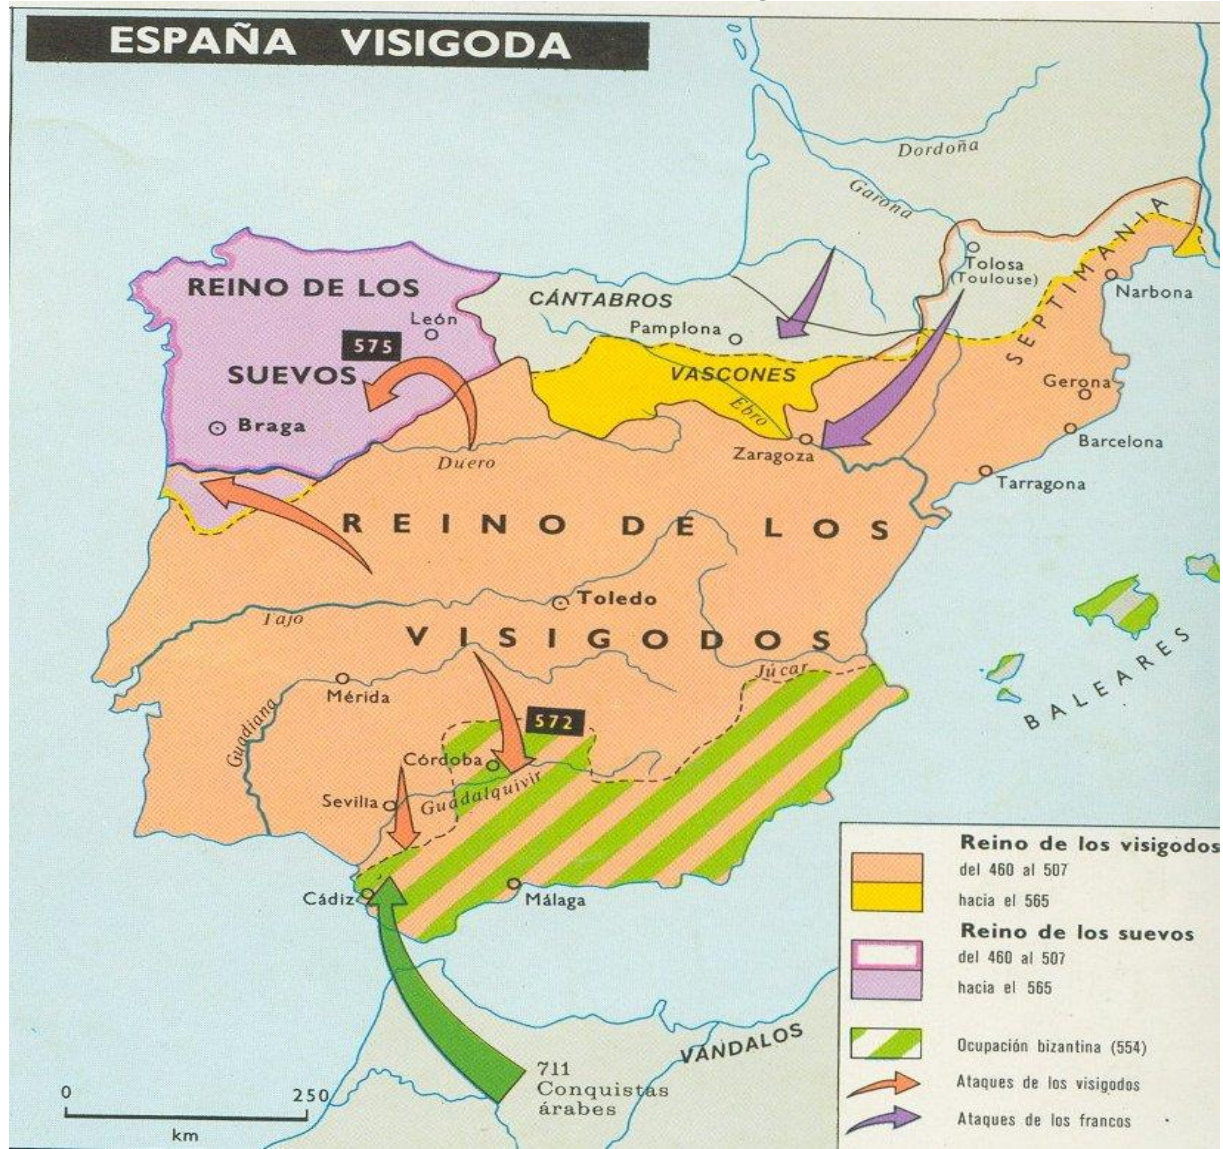 ESPAÑA VISIGODA
Dordoña
Garona
REINO DE LOS
SUEVOS
León
575
Braga
CÁNTABROS
Pamplona
VASCONES
Ebro
Tolosa
(Toulouse)
SEPTIMANIA
Narbona
Gerona
Barcelona
Tarragona
Zaragoza
Duero
REINO DE LOS
VISIGODOS
Toledo
Tajo
Júcar
BALEARES
Mérida
Guadiana
572
Córdoba
Guadalquivir
Sevilla
Cádiz
Málaga
711
Conquistas
árabes
VÁNDALOS
0 250
km
Reino de los visigodos
del 460 al 507
hacia el 565
Reino de los suevos
del 460 al 507
hacia el 565
Ocupación bizantina (554)
Ataques de los visigodos
Ataques de los francos